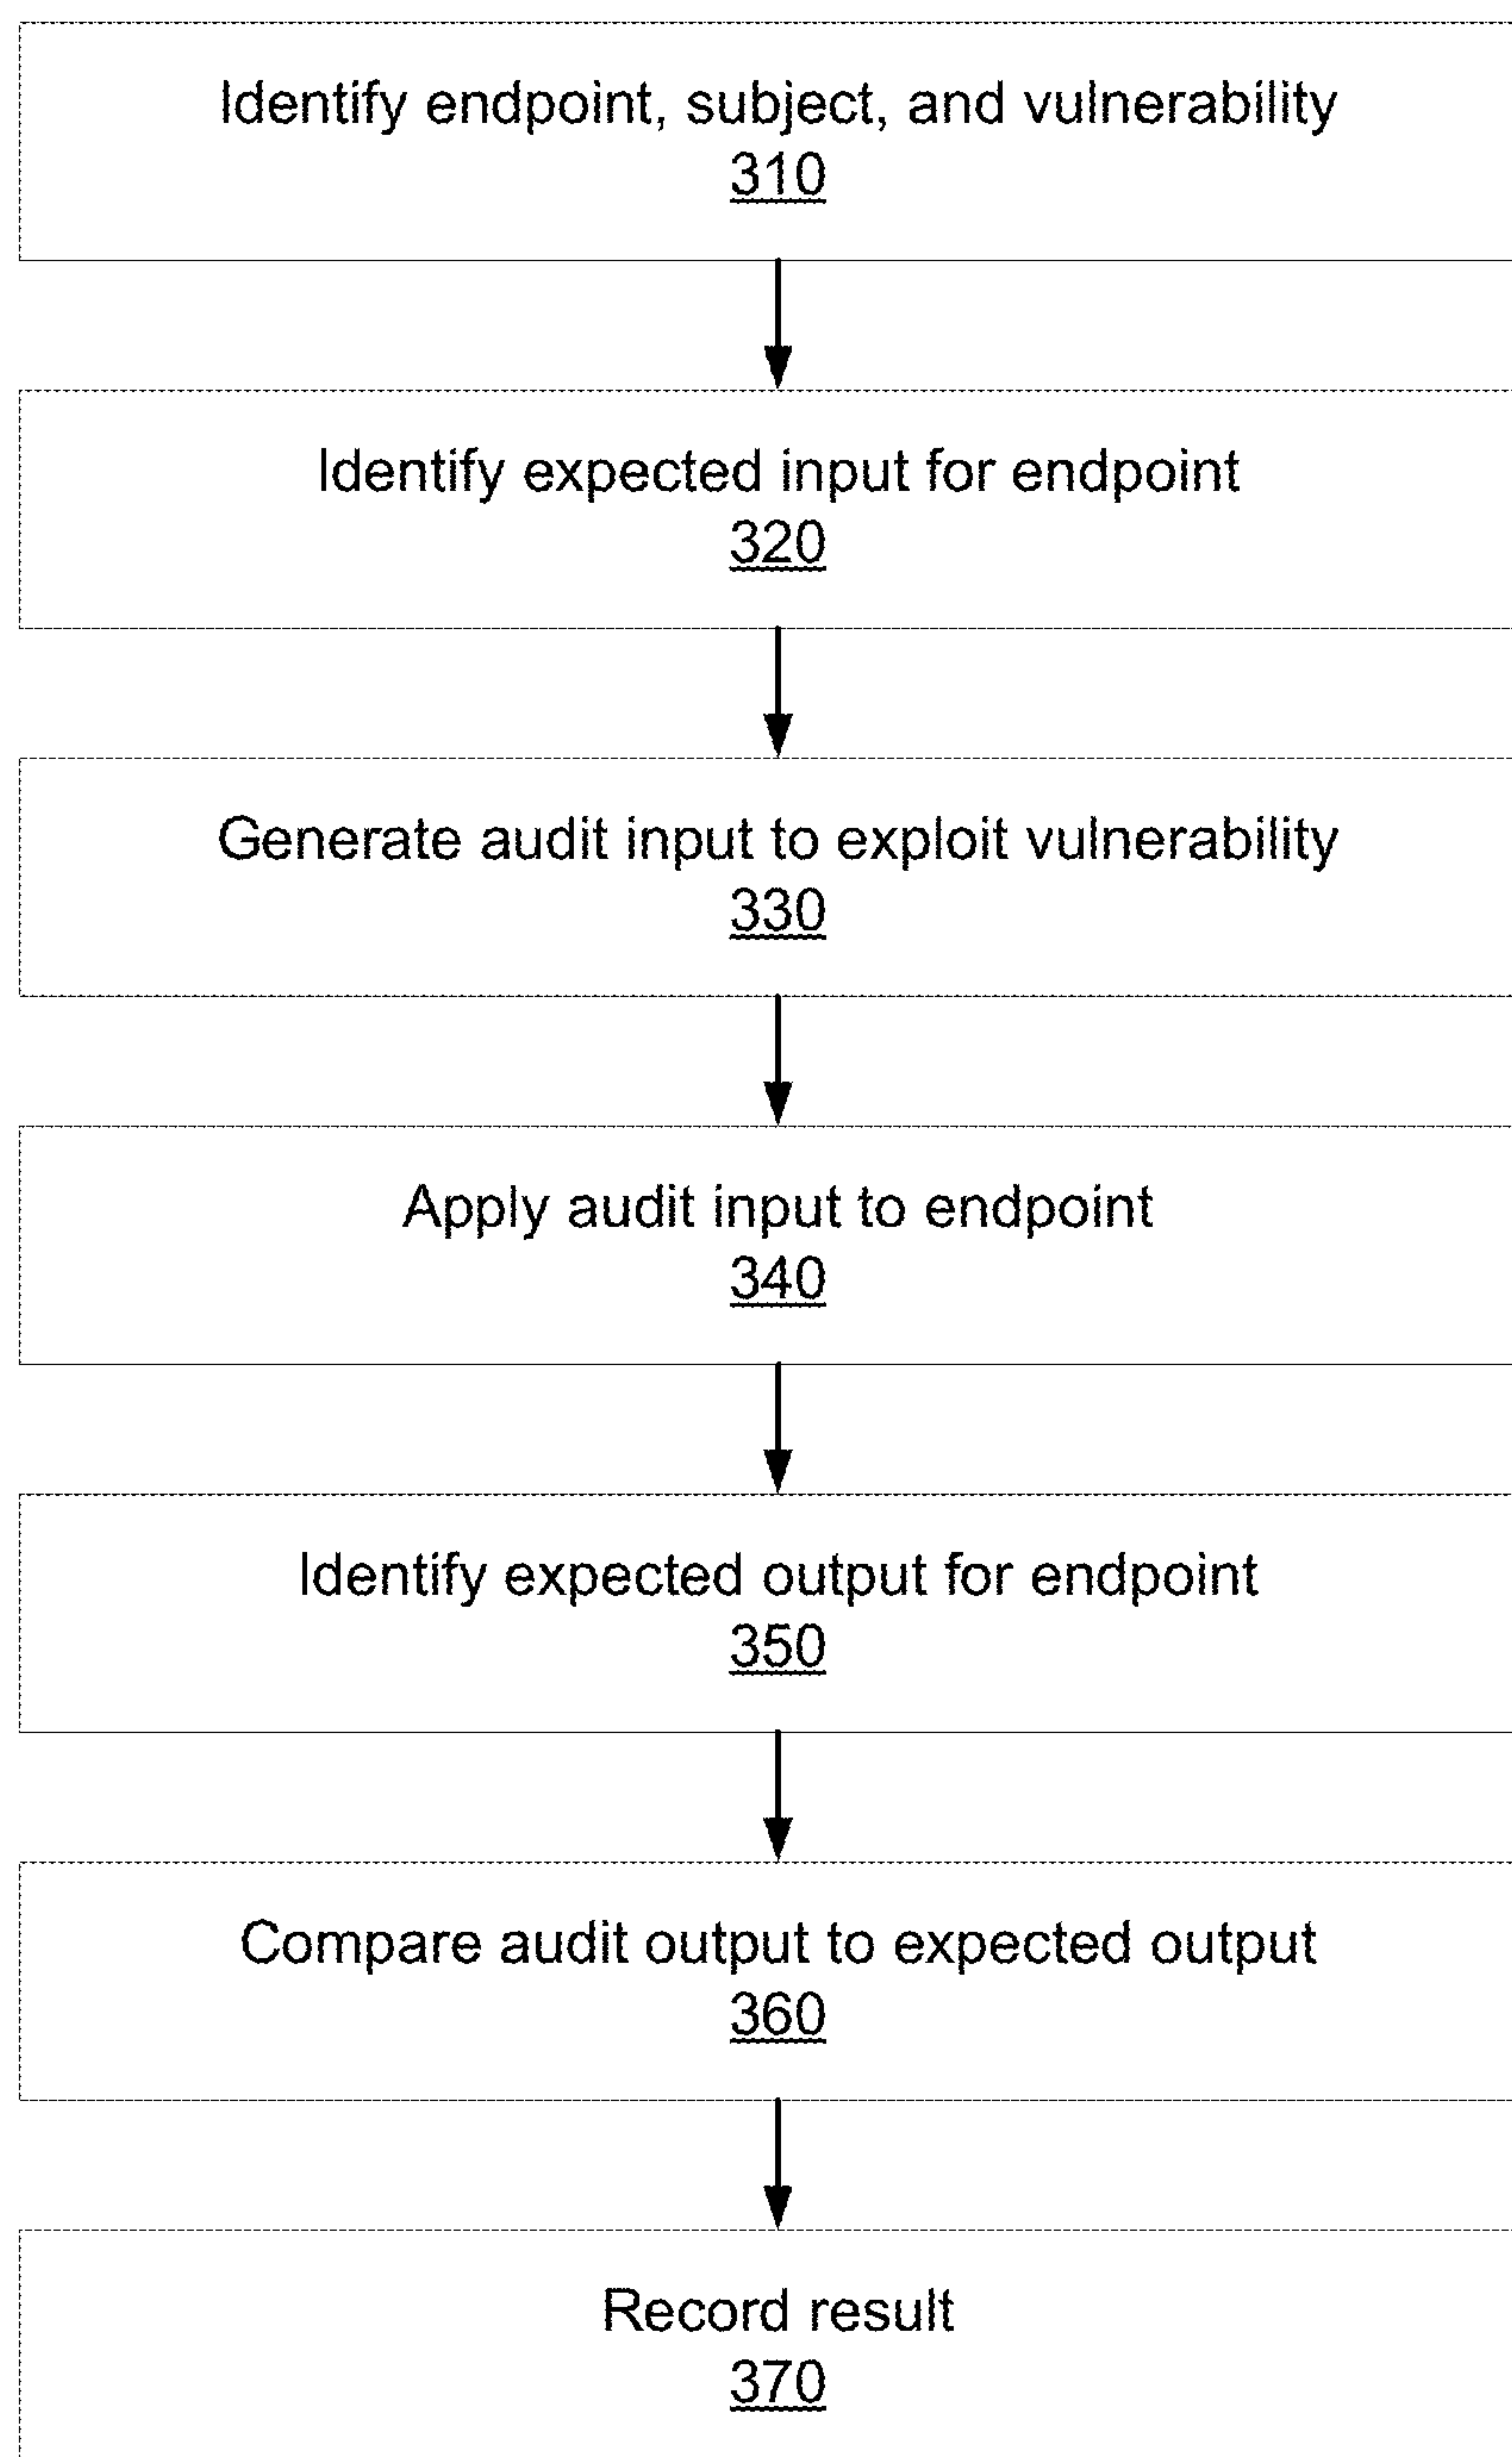 Identify endpoint, subject, and vulnerability
310
Identify expected input for endpoint
320
Generate audit input to exploit vulnerability
330
Apply audit input to endpoint
340
Identify expected output for endpoint
350
Compare audit output to expected output
360
Record result
370